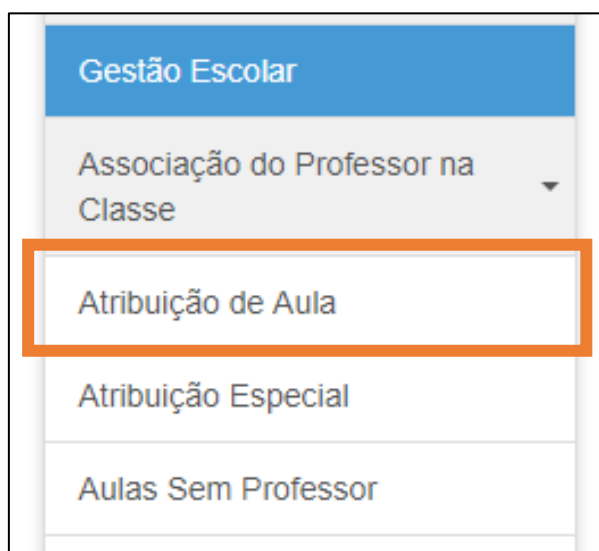 Gestão Escolar
Associação do Professor na
Classe
Atribuição de Aula
Atribuição Especial
Aulas Sem Professor